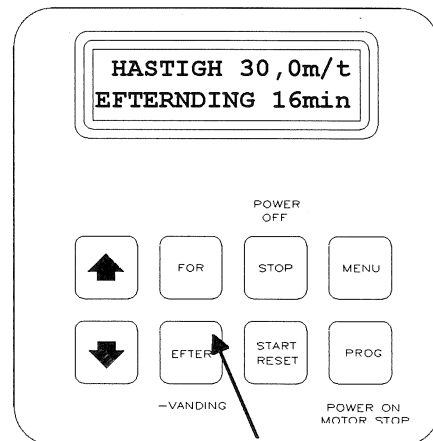 HASTIGH 30,0m/t
EFTERNDING 16min
POWER
OFF
FOR
STOP
MENU
EFTER
START
RESET
PROG
-VANDING
POWER ON
MOTOR STOP